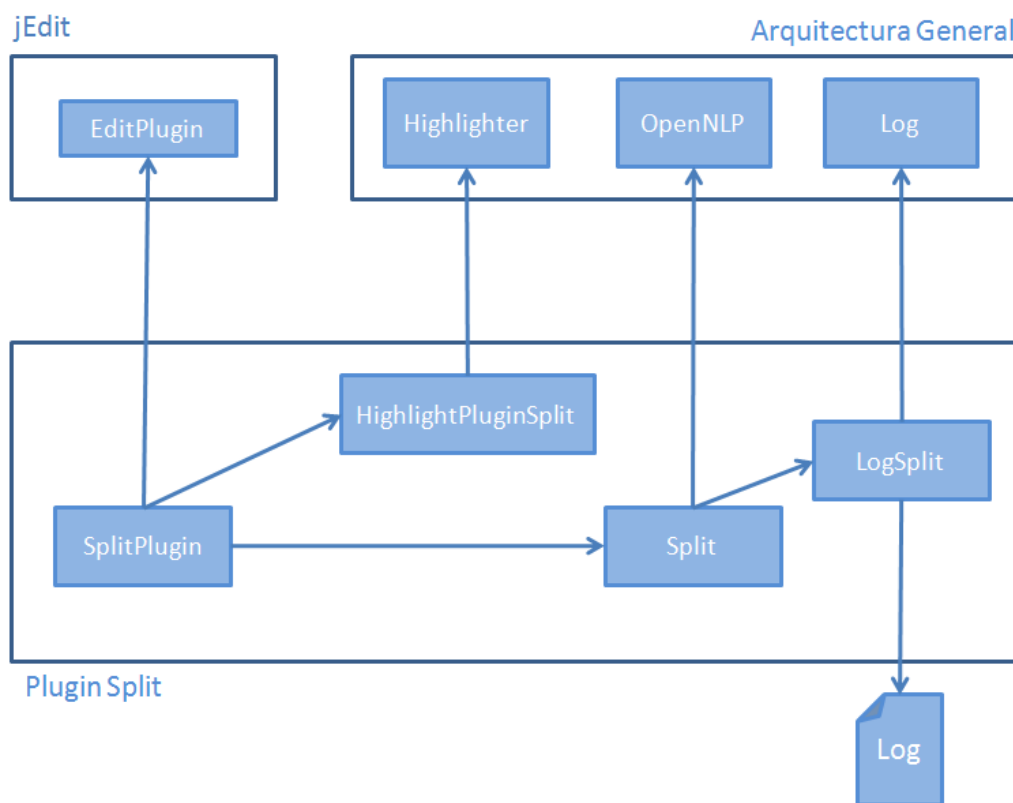 jEdit
Arquitectura General
EditPlugin
Highlighter
OpenNLP
Log
HighlightPluginSplit
LogSplit
SplitPlugin
Split
Plugin Split
Log